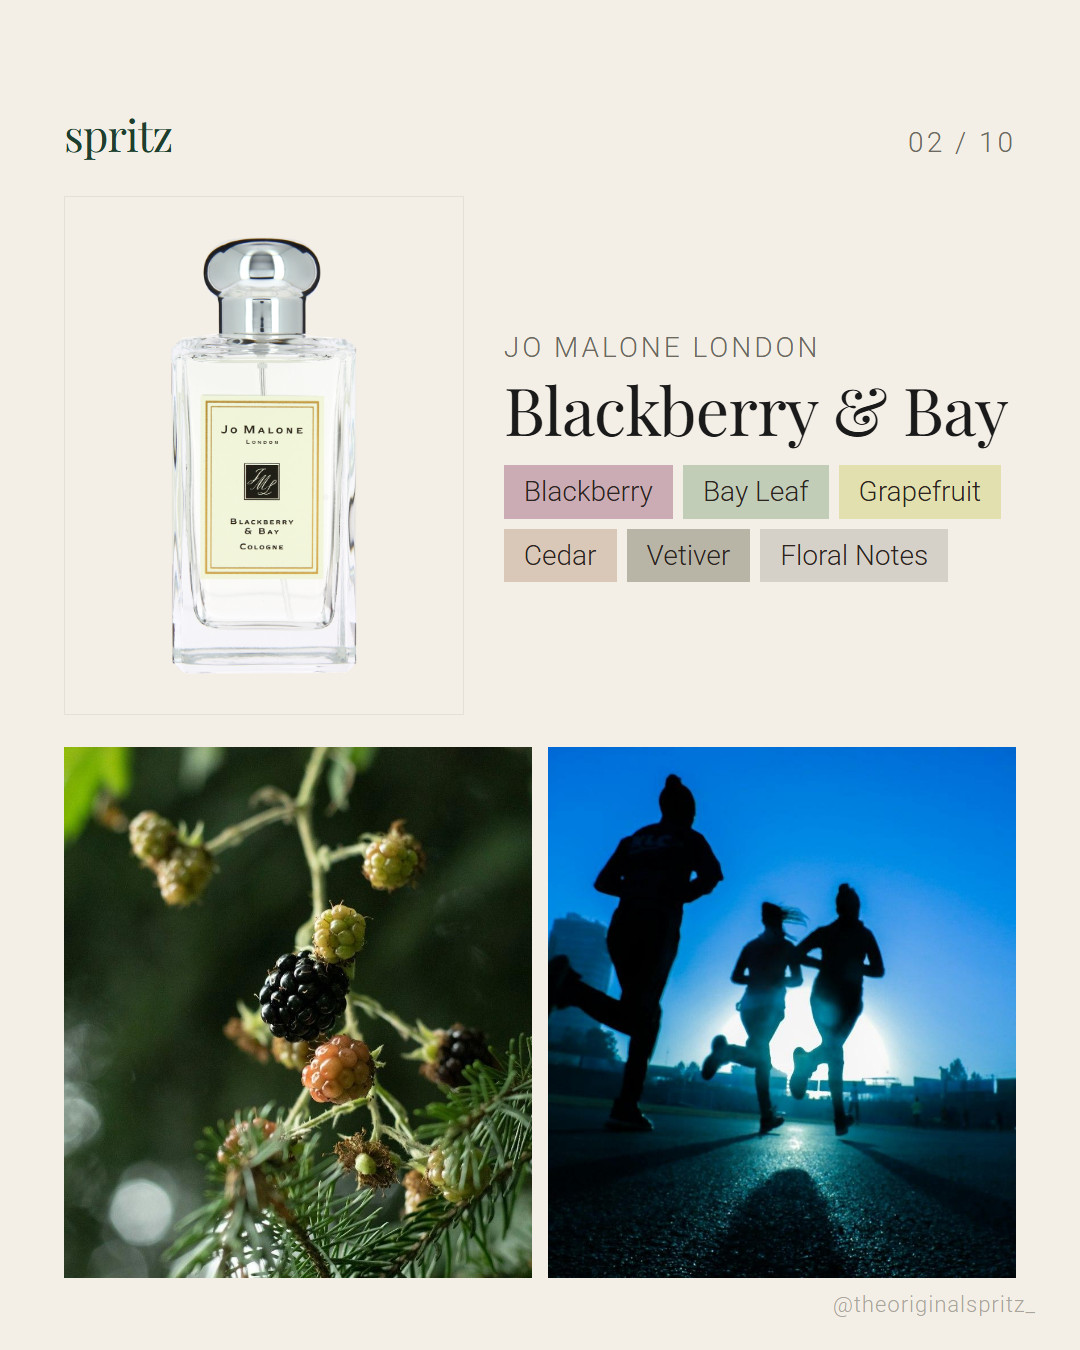 spritz
02 / 10
JO MALONE
LONDON
JML
BLACKBERRY
& BAY
COLOGNE
JO MALONE LONDON
Blackberry & Bay
Blackberry Bay Leaf Grapefruit
Cedar Vetiver Floral Notes
@theoriginalspritz_